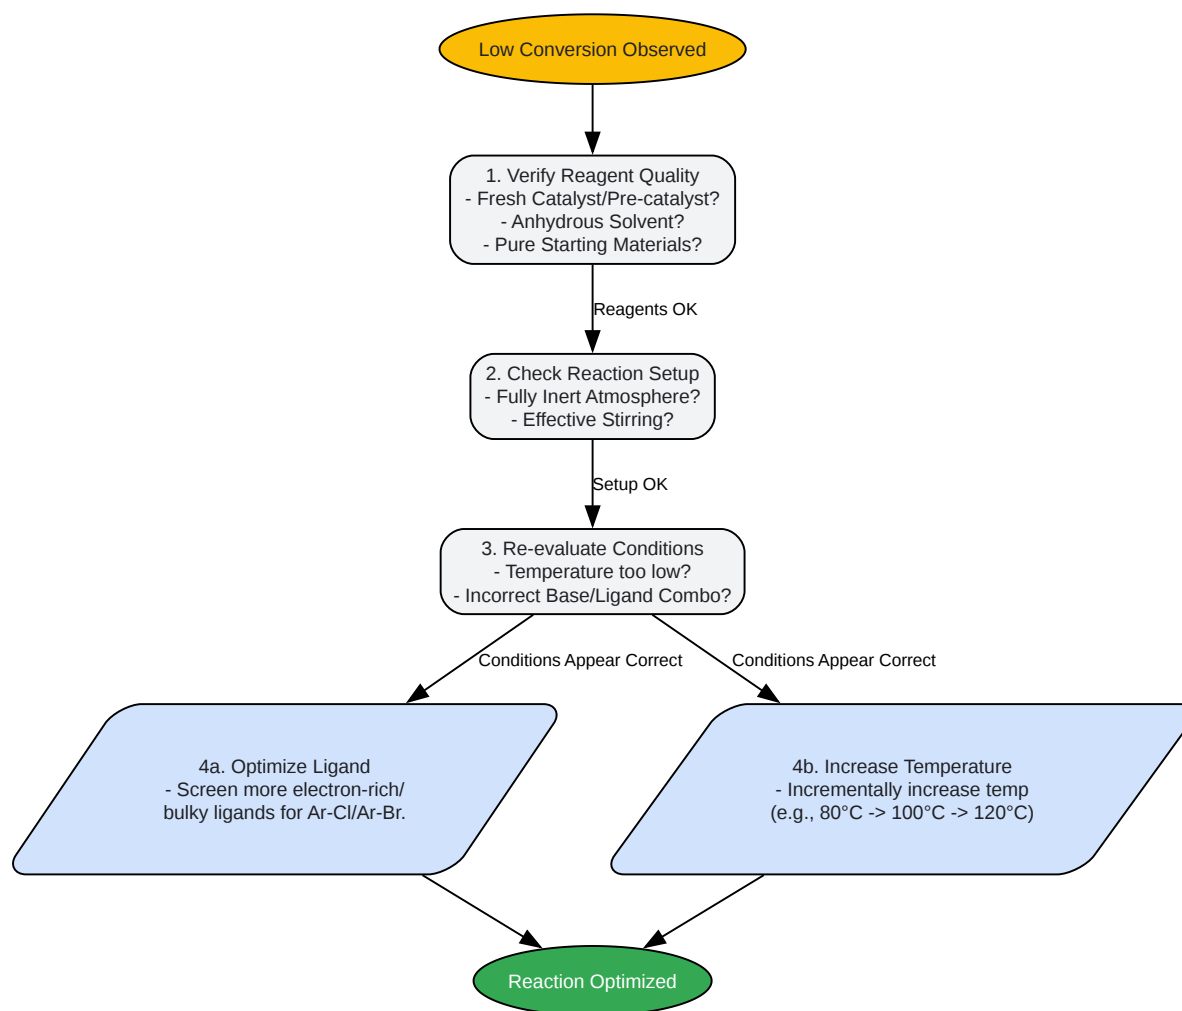 Low Conversion Observed
1. Verify Reagent Quality
- Fresh Catalyst/Pre-catalyst?
- Anhydrous Solvent?
- Pure Starting Materials?
Reagents OK
2. Check Reaction Setup
- Fully Inert Atmosphere?
- Effective Stirring?
Setup OK
3. Re-evaluate Conditions
- Temperature too low?
- Incorrect Base/Ligand Combo?
Conditions Appear Correct
Conditions Appear Correct
4a. Optimize Ligand
- Screen more electron-rich/
bulky ligands for Ar-Cl/Ar-Br.
4b. Increase Temperature
- Incrementally increase temp
(e.g., 80°C -> 100°C -> 120°C)
Reaction Optimized